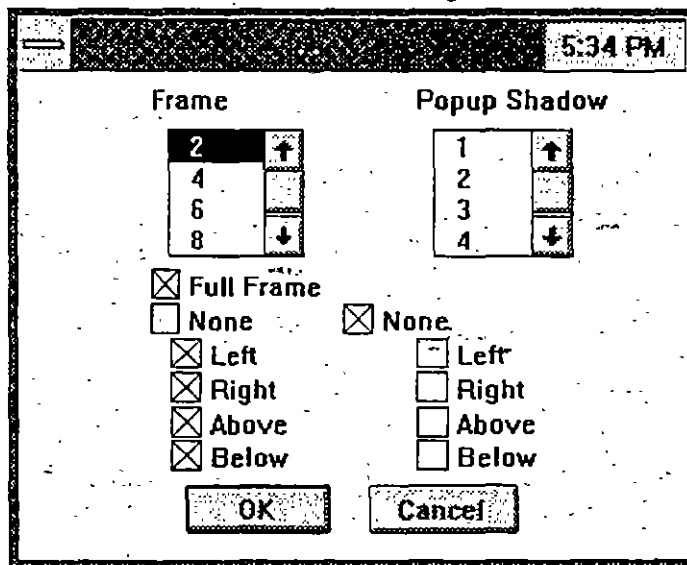 5:34 PM
Frame Popup Shadow
2 1
4 2
6 3
8 4
Full Frame
None None
Left Left
Right Right
Above Above
Below Below
OK Cancel